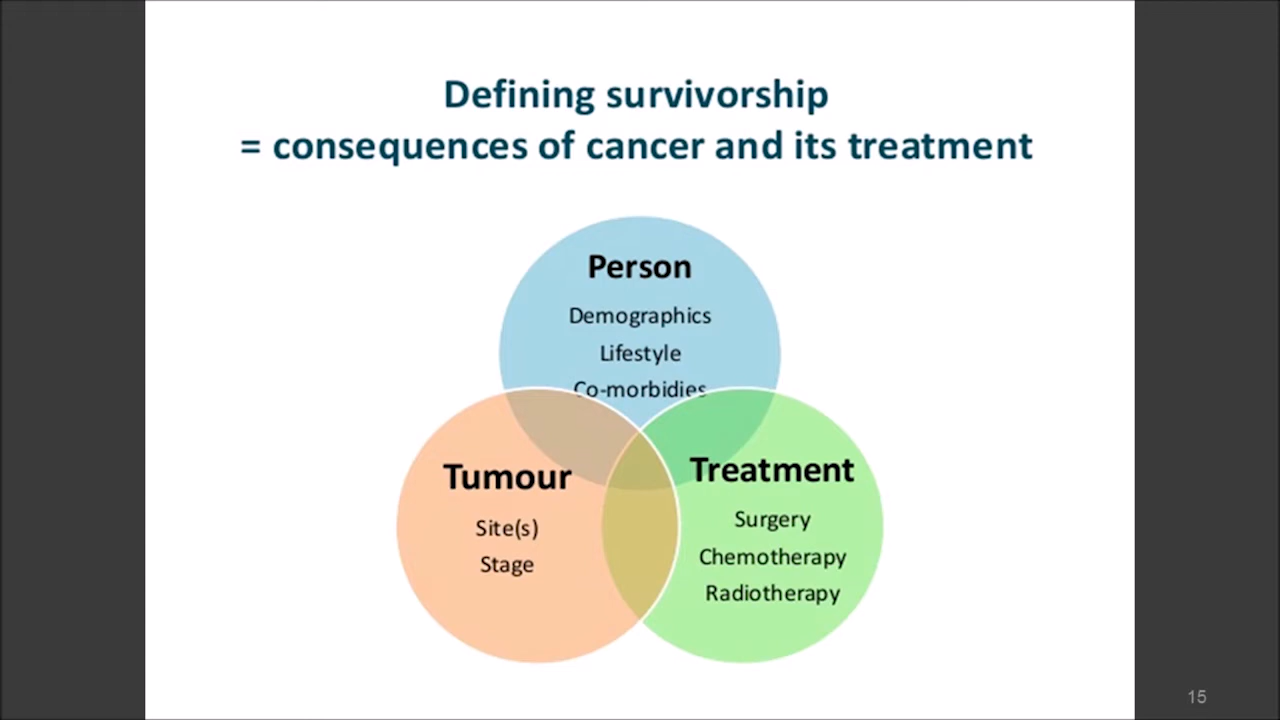 Defining survivorship
= consequences of cancer and its treatment
Person
Demographics
Lifestyle
Co-morbidies
Tumour
Site(s)
Stage
Treatment
Surgery
Chemotherapy
Radiotherapy
15